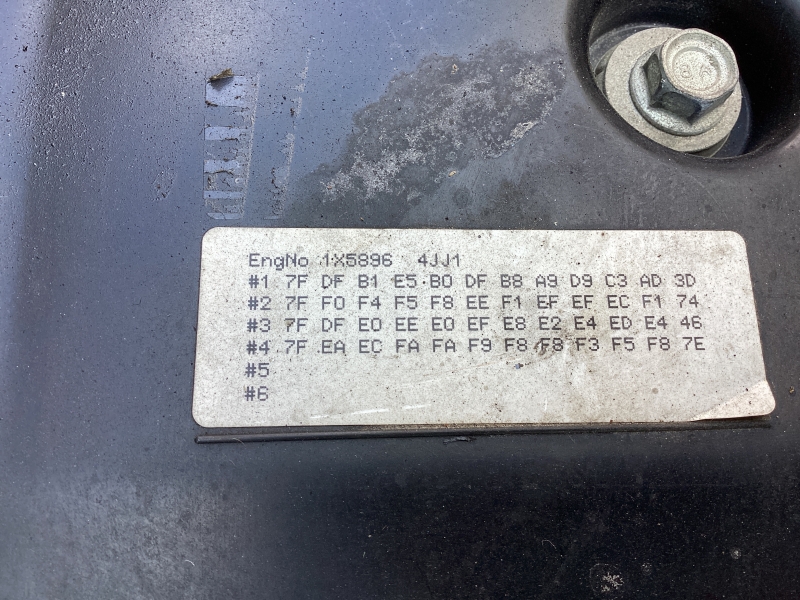 EngNo 1X5896 4JJ1
#1 7F DF B1 E5 B0 DF B8 A9 D9 C3 AD 3D
#2 7F F0 F4 F5 F8 EE F1 EF EF EC F1 74
#3 7F DF E0 EE E0 EF E8 E2 E4 ED E4 46
#4 7F EA EC FA FA F9 F8 F8 F3 F5 F8 7E
#5
#6